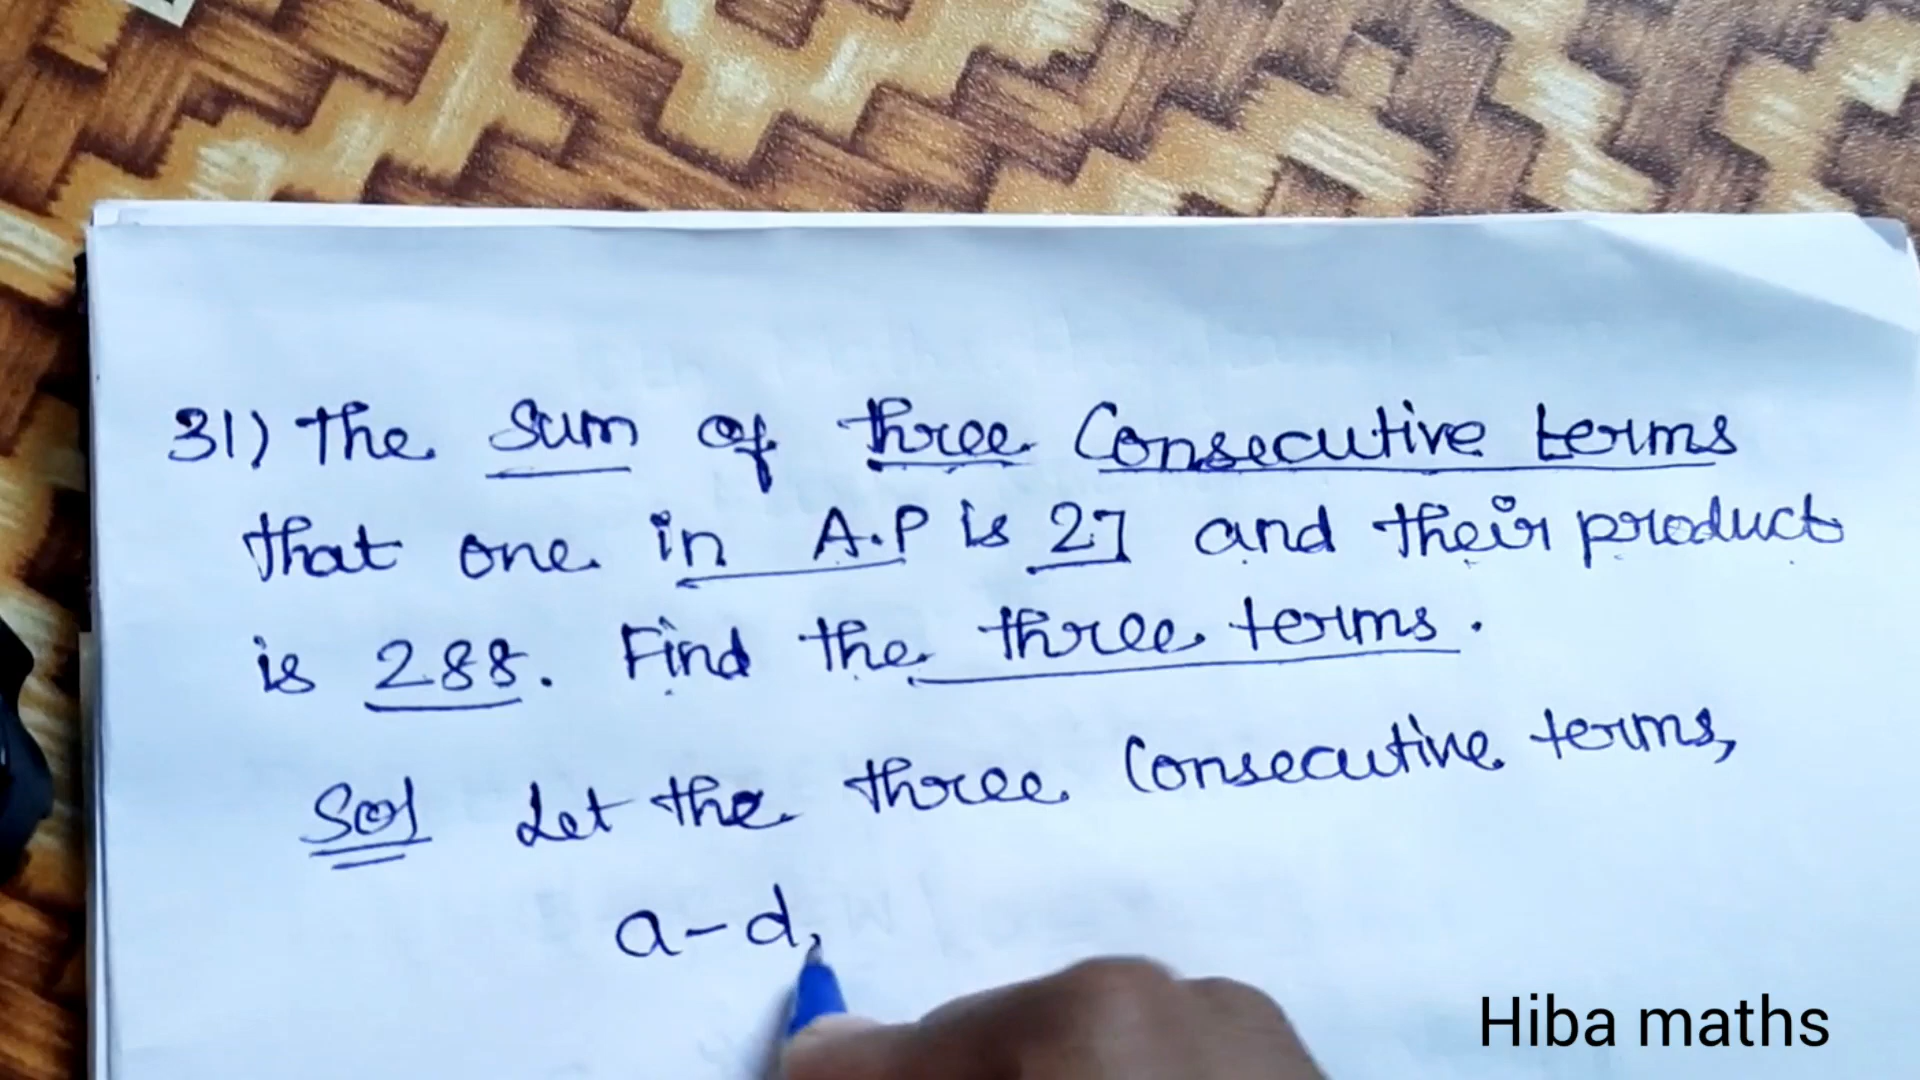 31) The Sum of three Consecutive terms
that one in A.P is 27 and their product
is 288. Find the three terms.
Sol Let the three Consecutive terms,
a-d,
Hiba maths